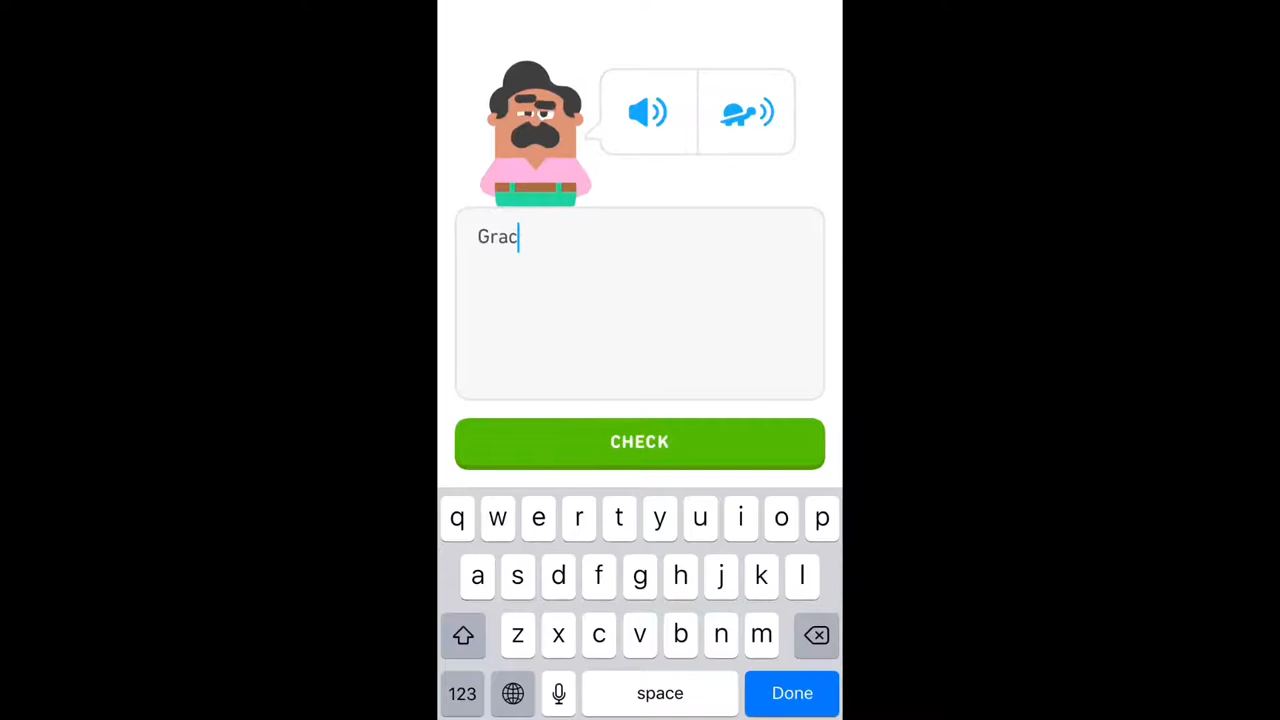 Grac
CHECK
q w e r t y u i o p
a s d f g h j k l
z x c v b n m
123 space Done